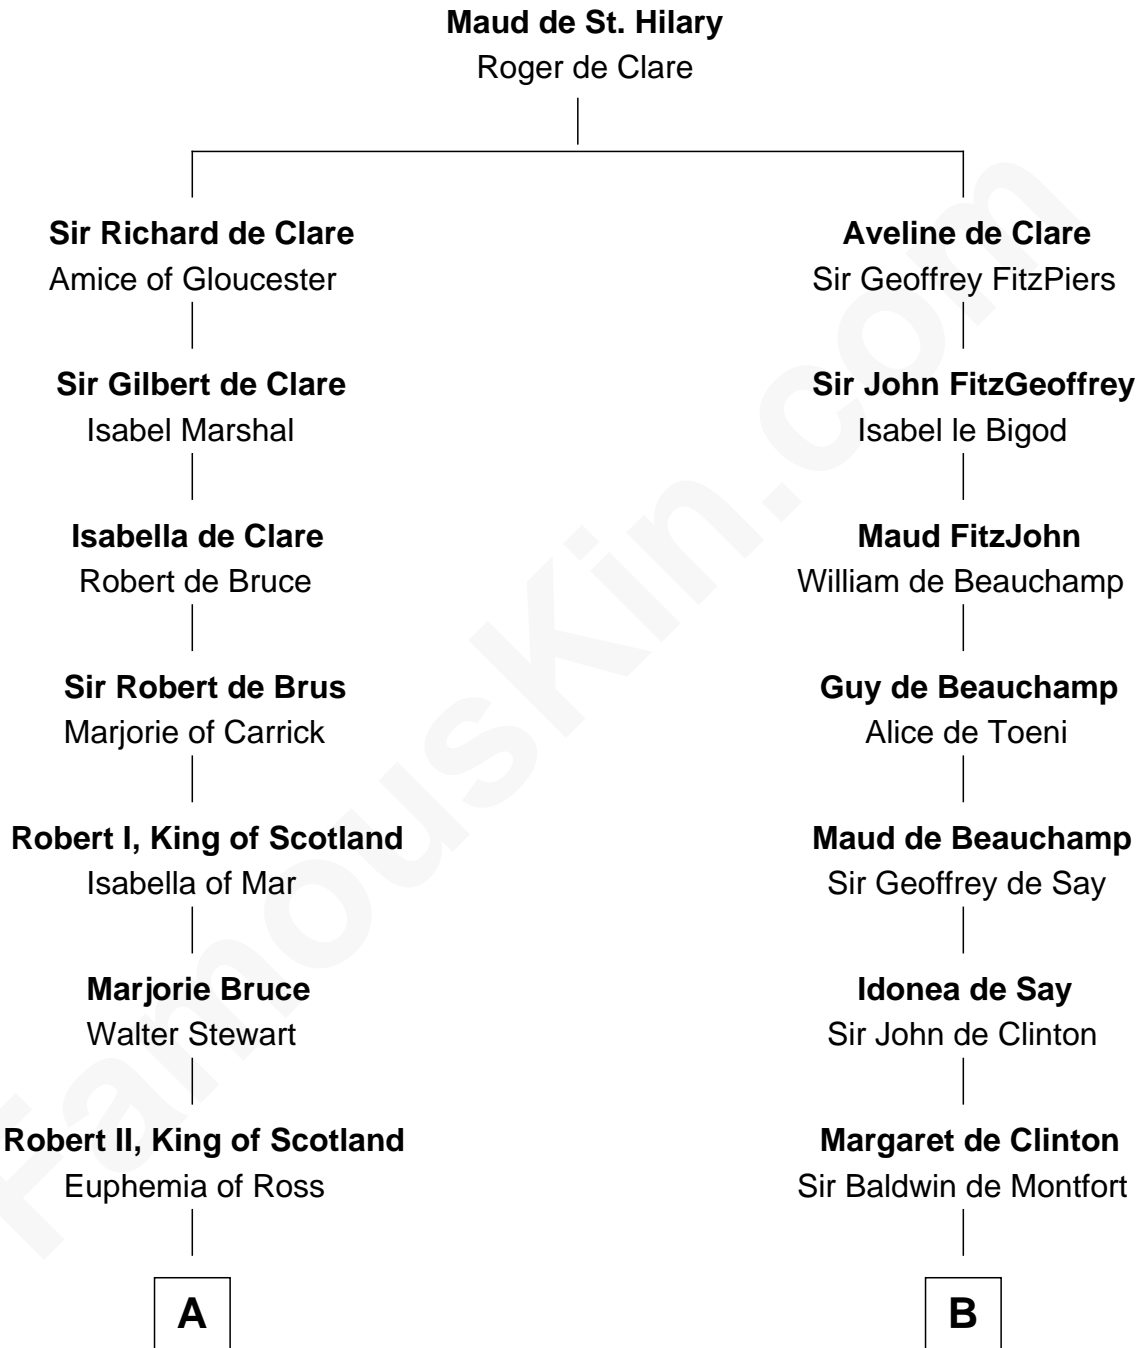 Maud de St. Hilary
Roger de Clare
Sir Richard de Clare
Amice of Gloucester
Sir Gilbert de Clare
Isabel Marshal
Isabella de Clare
Robert de Bruce
Sir Robert de Brus
Marjorie of Carrick
Robert I, King of Scotland
Isabella of Mar
Marjorie Bruce
Walter Stewart
Robert II, King of Scotland
Euphemia of Ross
A
Aveline de Clare
Sir Geoffrey FitzPiers
Sir John FitzGeoffrey
Isabel le Bigod
Maud FitzJohn
William de Beauchamp
Guy de Beauchamp
Alice de Toeni
Maud de Beauchamp
Sir Geoffrey de Say
Idonea de Say
Sir John de Clinton
Margaret de Clinton
Sir Baldwin de Montfort
B
FamousKin.com